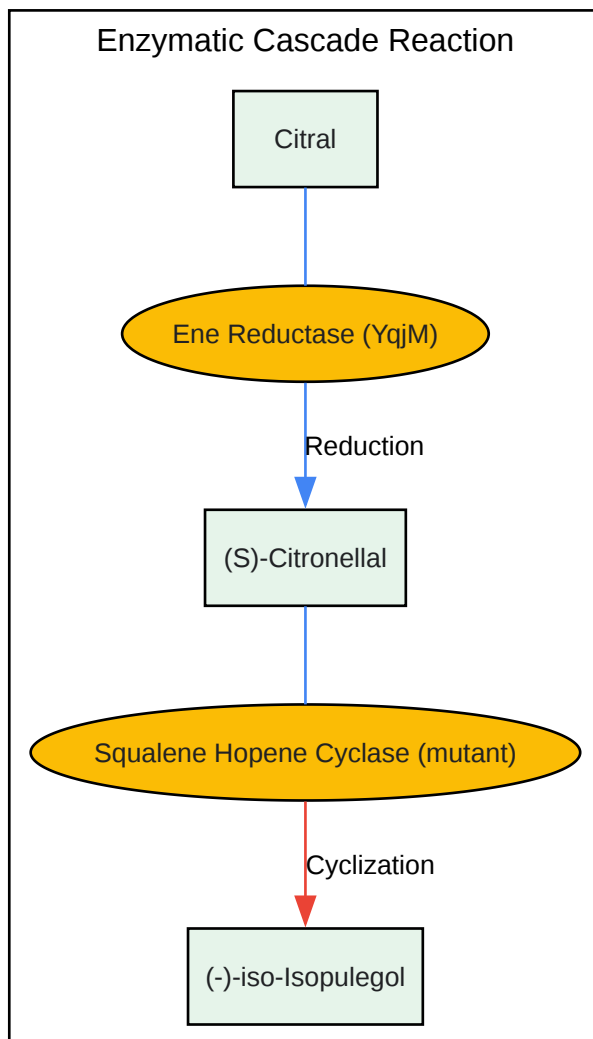 Enzymatic Cascade Reaction
Citral
Ene Reductase (YqjM)
Reduction
(S)-Citronellal
Squalene Hopene Cyclase (mutant)
Cyclization
(-)-iso-Isopulegol